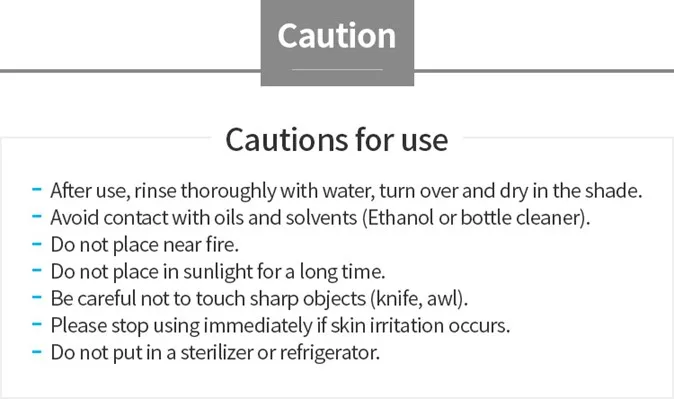 Caution
Cautions for use
- After use, rinse thoroughly with water, turn over and dry in the shade.
- Avoid contact with oils and solvents (Ethanol or bottle cleaner).
- Do not place near fire.
- Do not place in sunlight for a long time.
- Be careful not to touch sharp objects (knife, awl).
- Please stop using immediately if skin irritation occurs.
- Do not put in a sterilizer or refrigerator.